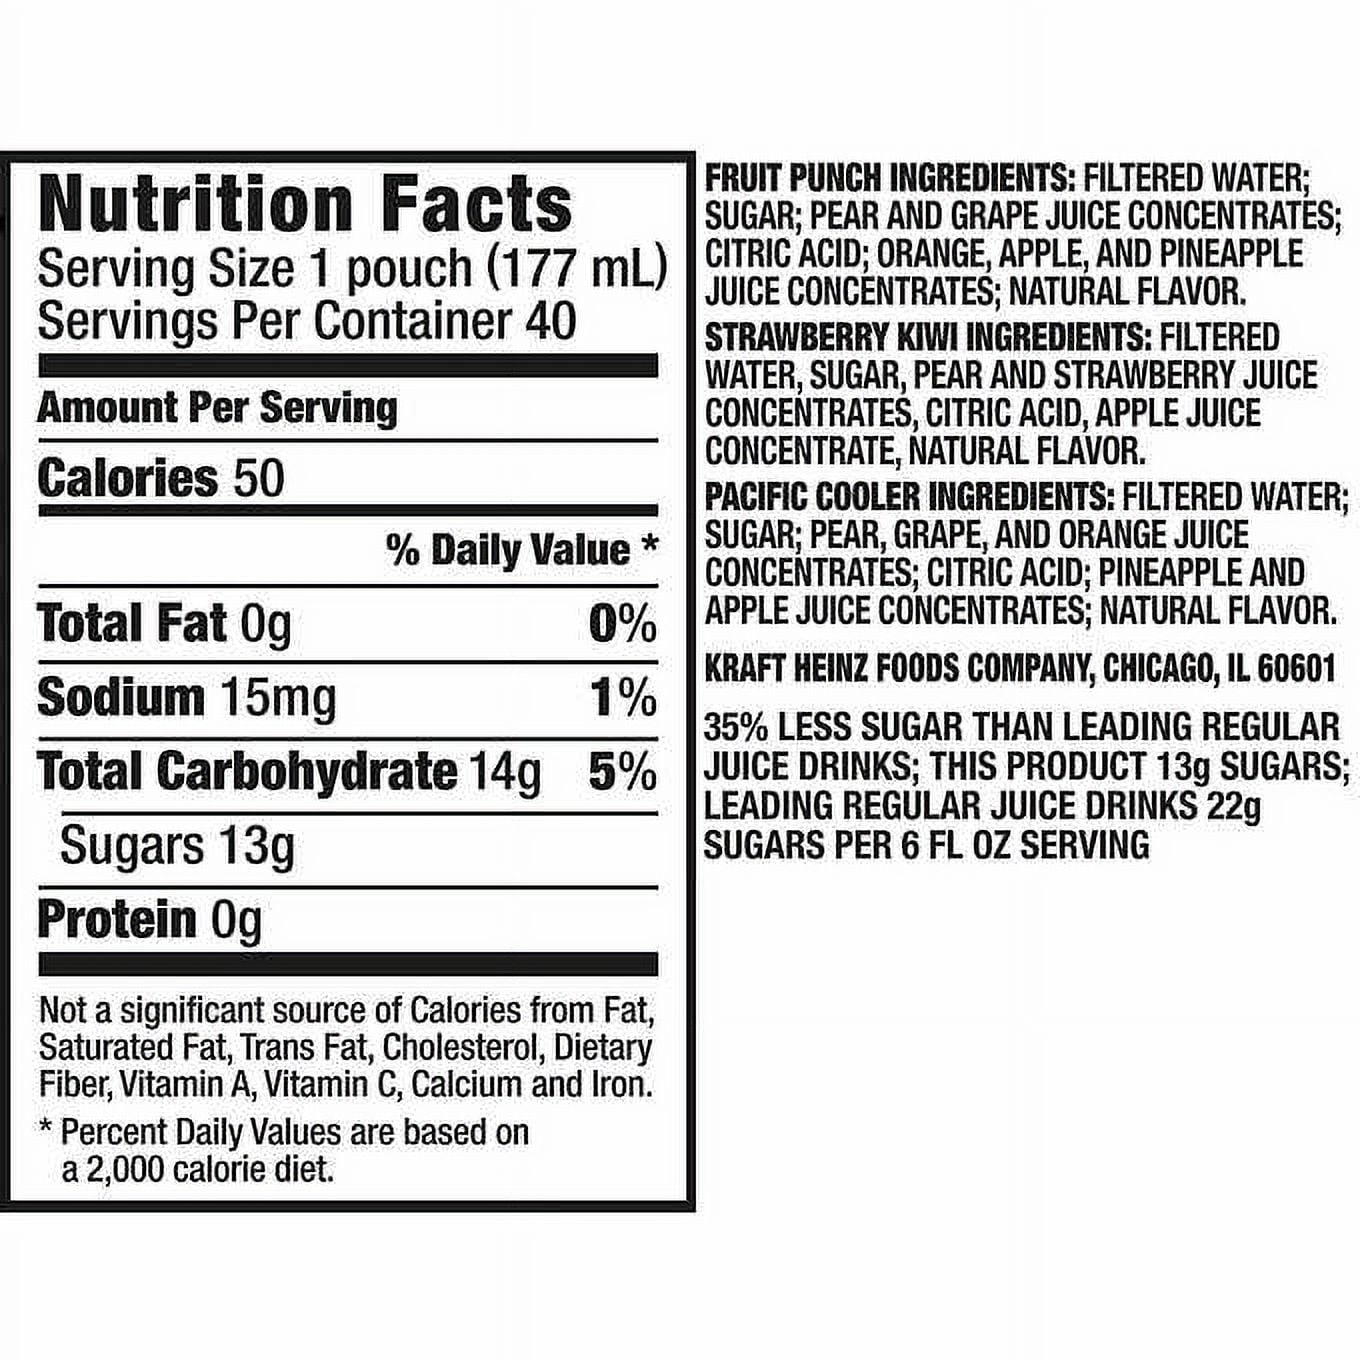 Nutrition Facts
Serving Size 1 pouch (177 mL)
Servings Per Container 40
Amount Per Serving
Calories 50
% Daily Value *
Total Fat 0g 0%
Sodium 15mg 1%
Total Carbohydrate 14g 5%
Sugars 13g
Protein 0g
Not a significant source of Calories from Fat,
Saturated Fat, Trans Fat, Cholesterol, Dietary
Fiber, Vitamin A, Vitamin C, Calcium and Iron.
* Percent Daily Values are based on
a 2,000 calorie diet.
FRUIT PUNCH INGREDIENTS: FILTERED WATER;
SUGAR; PEAR AND GRAPE JUICE CONCENTRATES;
CITRIC ACID; ORANGE, APPLE, AND PINEAPPLE
JUICE CONCENTRATES; NATURAL FLAVOR.
STRAWBERRY KIWI INGREDIENTS: FILTERED
WATER, SUGAR, PEAR AND STRAWBERRY JUICE
CONCENTRATES, CITRIC ACID, APPLE JUICE
CONCENTRATE, NATURAL FLAVOR.
PACIFIC COOLER INGREDIENTS: FILTERED WATER;
SUGAR; PEAR, GRAPE, AND ORANGE JUICE
CONCENTRATES; CITRIC ACID; PINEAPPLE AND
APPLE JUICE CONCENTRATES; NATURAL FLAVOR.
KRAFT HEINZ FOODS COMPANY, CHICAGO, IL 60601
35% LESS SUGAR THAN LEADING REGULAR
JUICE DRINKS; THIS PRODUCT 13g SUGARS;
LEADING REGULAR JUICE DRINKS 22g
SUGARS PER 6 FL OZ SERVING